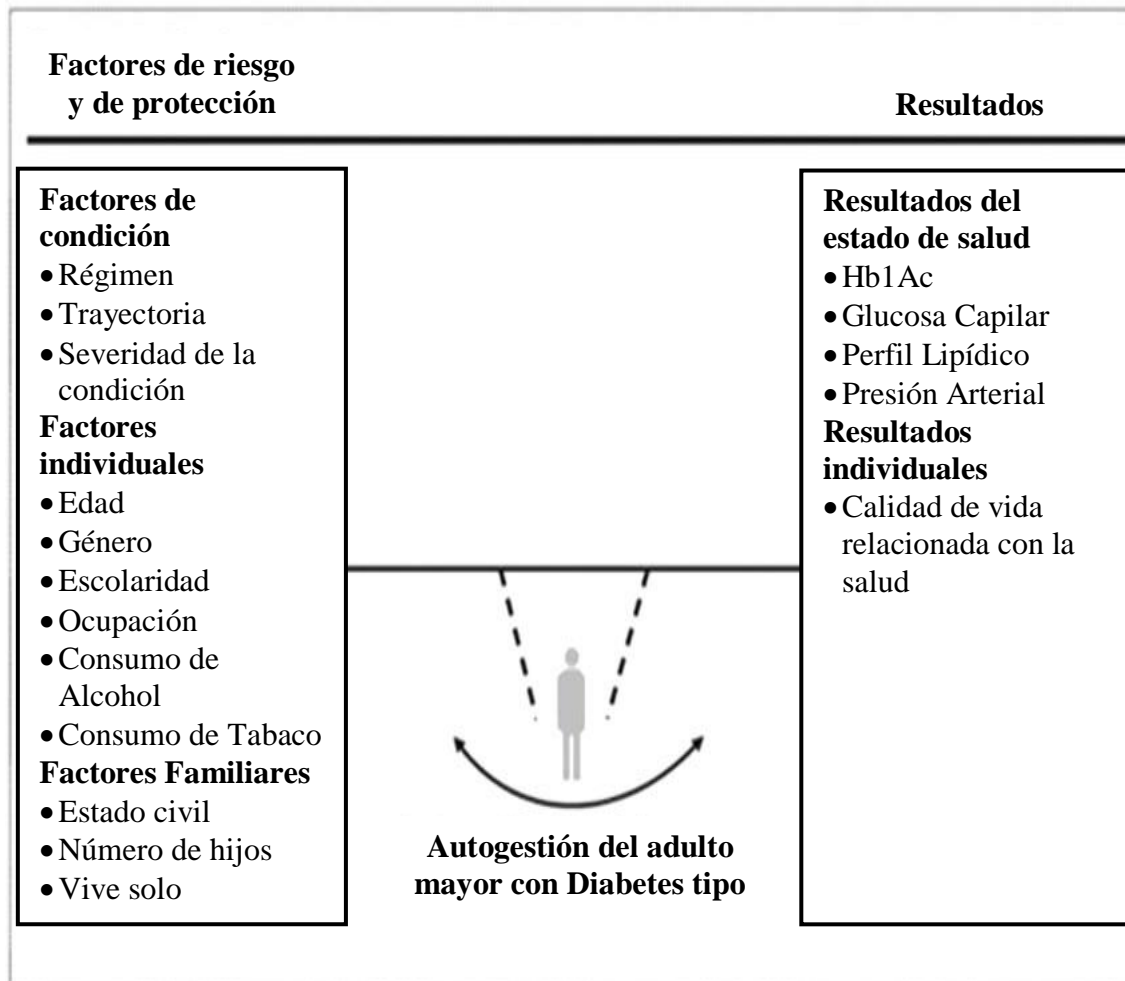 Factores de riesgo
y de protección
Resultados
Factores de
condición
• Régimen
• Trayectoria
• Severidad de la
condición
Factores
individuales
• Edad
• Género
• Escolaridad
• Ocupación
• Consumo de
Alcohol
• Consumo de Tabaco
Factores Familiares
• Estado civil
• Número de hijos
• Vive solo
Autogestión del adulto
mayor con Diabetes tipo
Resultados del
estado de salud
• Hb1Ac
• Glucosa Capilar
• Perfil Lipídico
• Presión Arterial
Resultados
individuales
• Calidad de vida
relacionada con la
salud